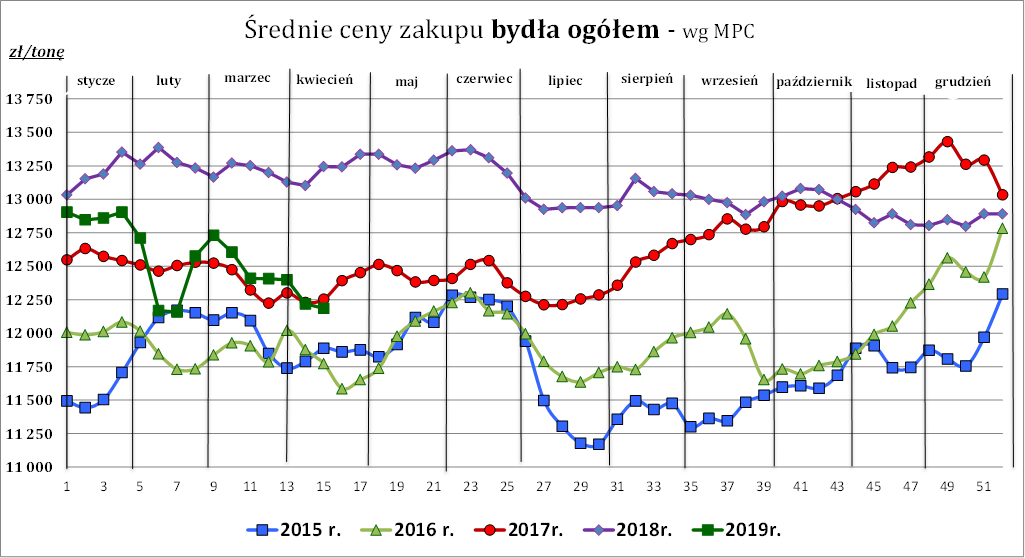 Średnie ceny zakupu bydła ogółem - wg MPC
zł/tonę
stycze luty marzec kwiecień maj czerwiec lipiec sierpień wrzesień październik listopad grudzień
13 750
13 500
13 250
13 000
12 750
12 500
12 250
12 000
11 750
11 500
11 250
11 000
1 3 5 7 9 11 13 15 17 19 21 23 25 27 29 31 33 35 37 39 41 43 45 47 49 51
2015 r. 2016 r. 2017r. 2018r. 2019r.